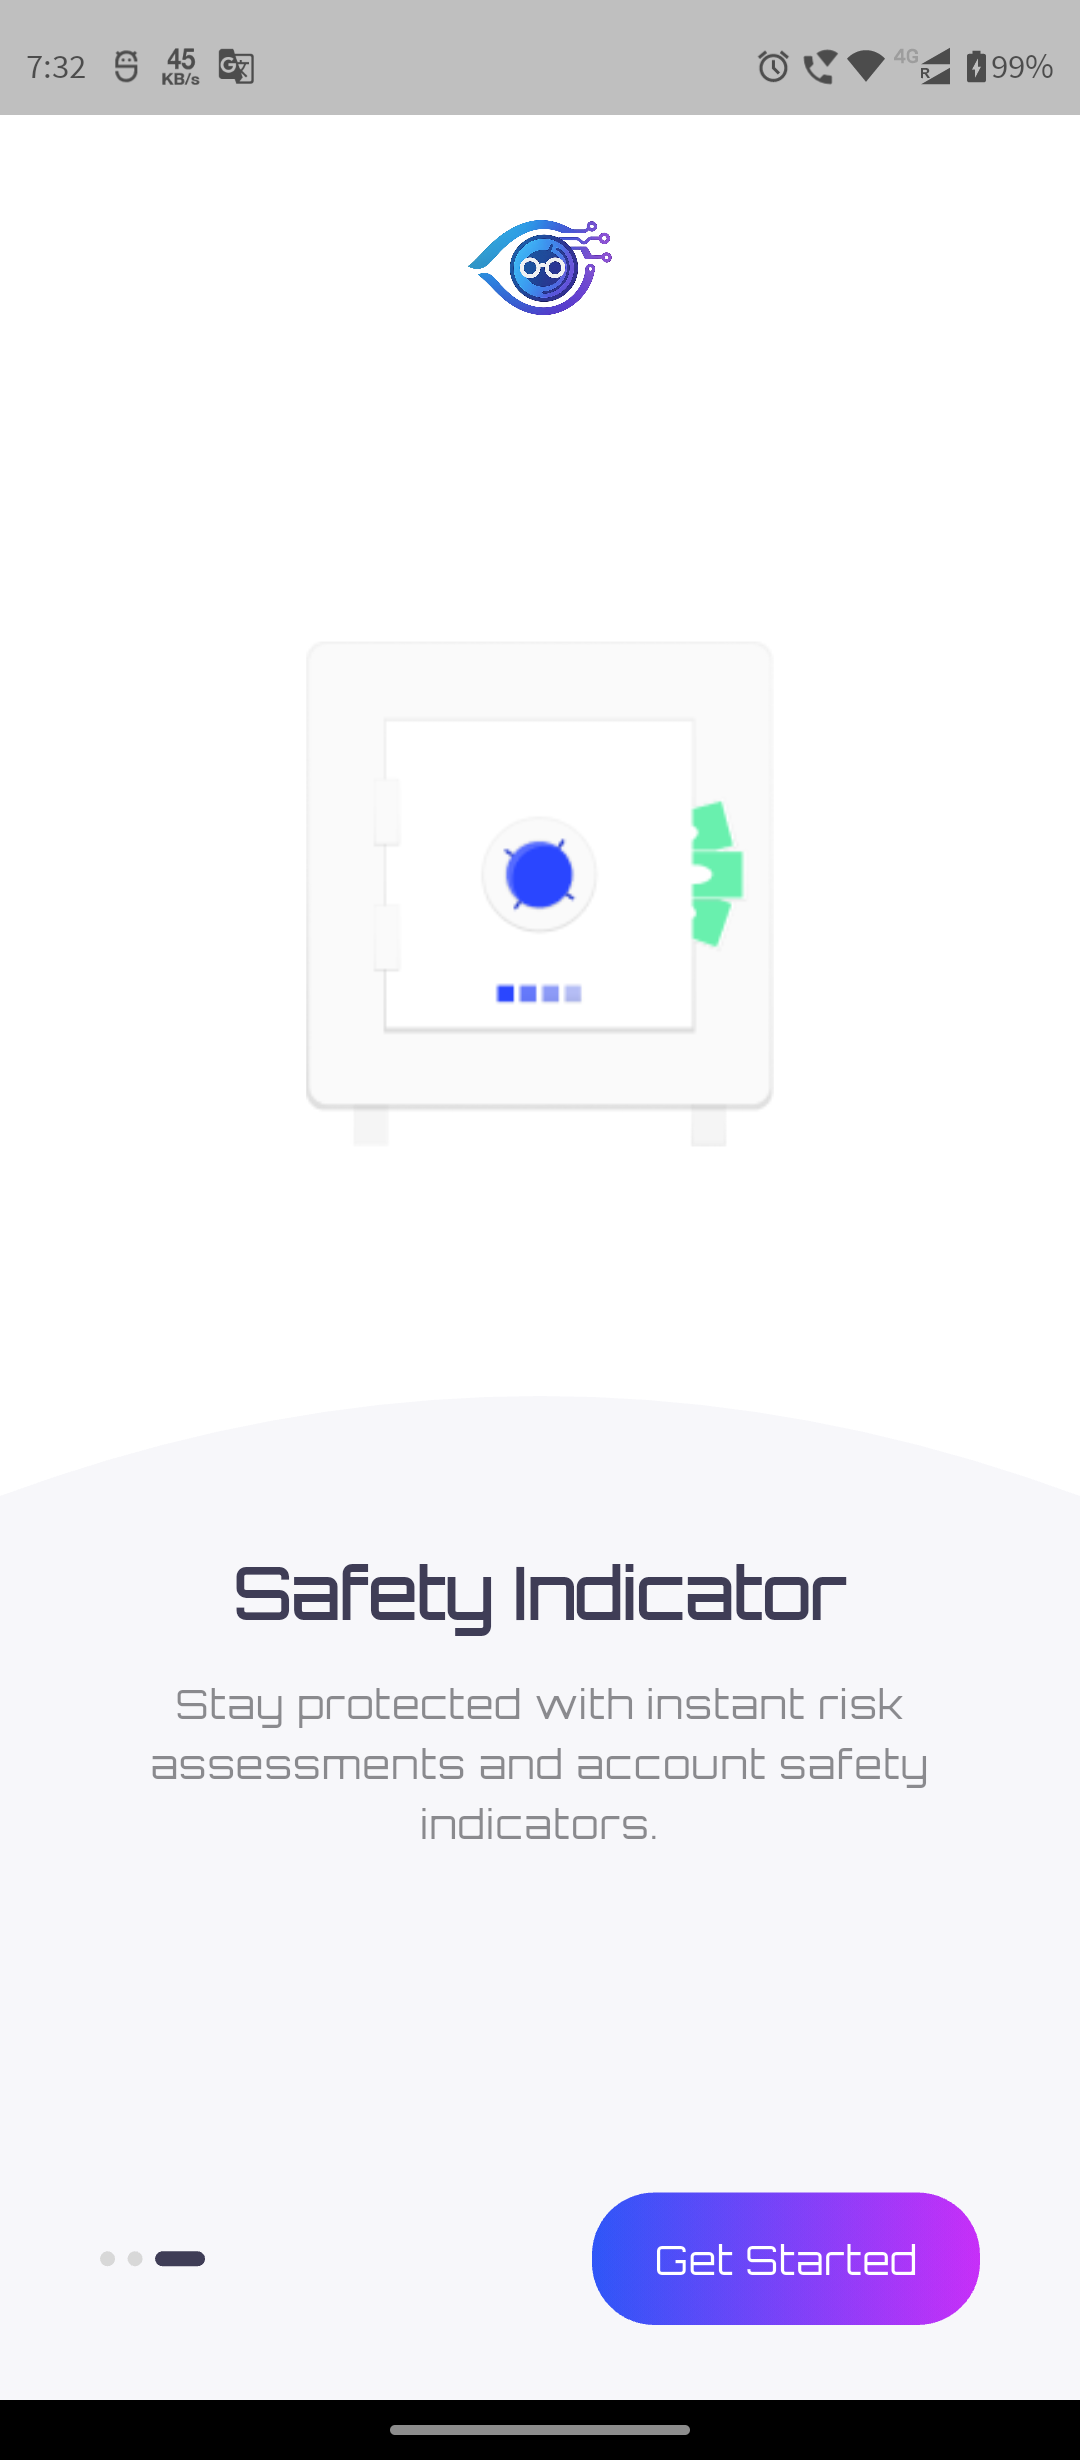 7:32 45 KB/s 4G R 99%
Safety Indicator
Stay protected with instant risk
assessments and account safety
indicators.
Get Started